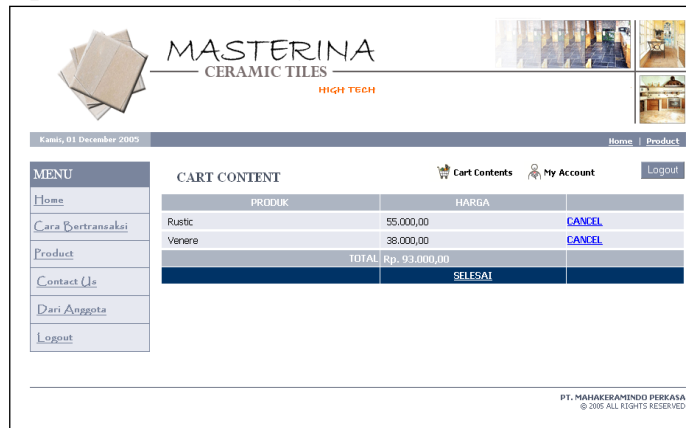 MASTERINA
CERAMIC TILES
HIGH TECH
Kamis, 01 December 2005
Home | Product
MENU
Home
Cara Bertransaksi
Product
Contact Us
Dari Anggota
Logout
CART CONTENT
Cart Contents
My Account
Logout
PRODUK HARGA
Rustic 55.000,00 CANCEL
Venere 38.000,00 CANCEL
TOTAL Rp. 93.000,00
SELESAI
PT. MAHAKERAMINDO PERKASA
© 2005 ALL RIGHTS RESERVED